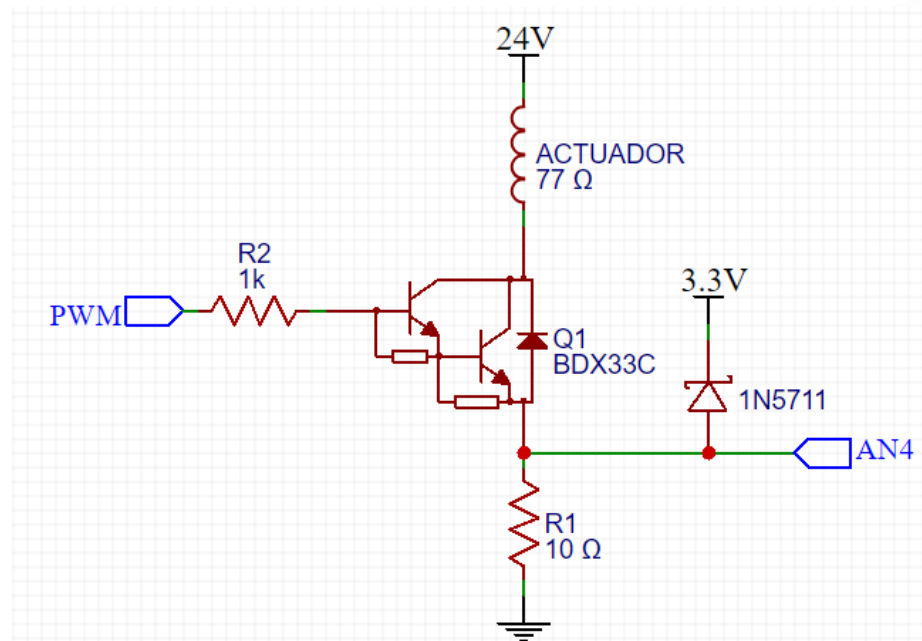 24V
ACTUADOR
77 Ω
R2
1k
PWM
3.3V
Q1
BDX33C
1N5711
AN4
R1
10 Ω